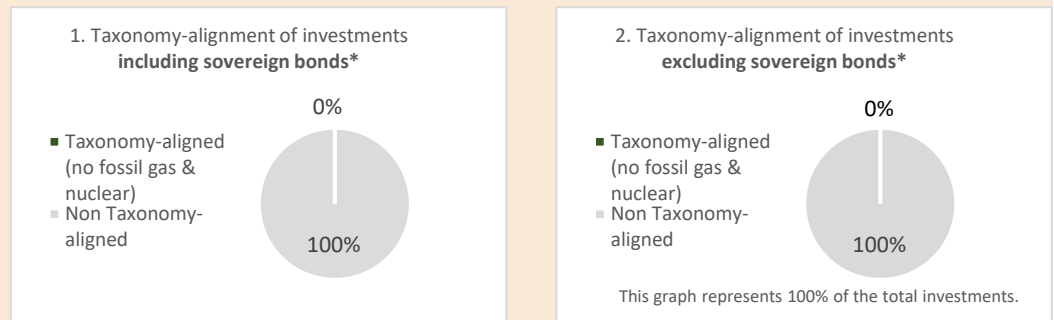 1. Taxonomy-alignment of investments
including sovereign bonds*
0%
Taxonomy-aligned
(no fossil gas &
nuclear)
Non Taxonomy-
aligned
100%
2. Taxonomy-alignment of investments
excluding sovereign bonds*
0%
Taxonomy-aligned
(no fossil gas &
nuclear)
Non Taxonomy-
aligned
100%
This graph represents 100% of the total investments.